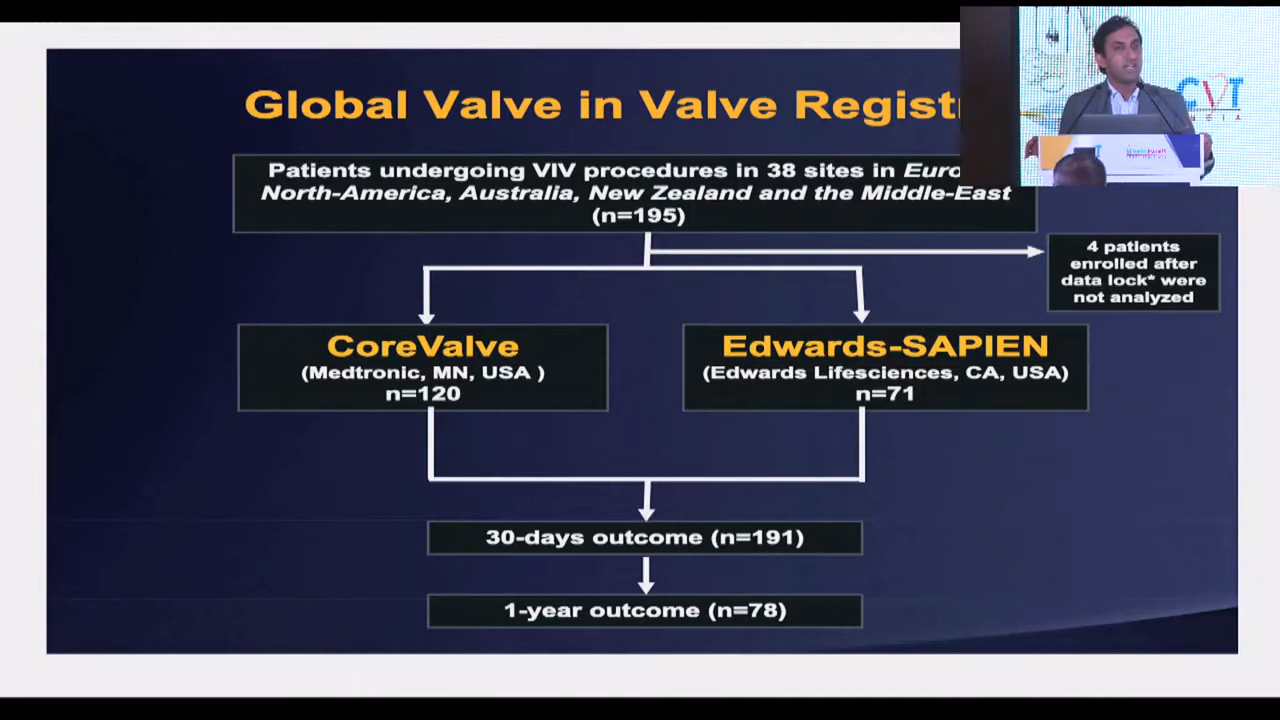 Global Valve in Valve
Patients undergoing VIV procedures in 38 sites in
North-America, Australia, New Zealand and the Middle-East
(n=195)
4 patients
enrolled after
data lock* were
not analyzed
CoreValve
(Medtronic, MN, USA )
n=120
Edwards-SAPIEN
(Edwards Lifesciences, CA, USA)
n=71
30-days outcome (n=191)
1-year outcome (n=78)
CVT
INDIA